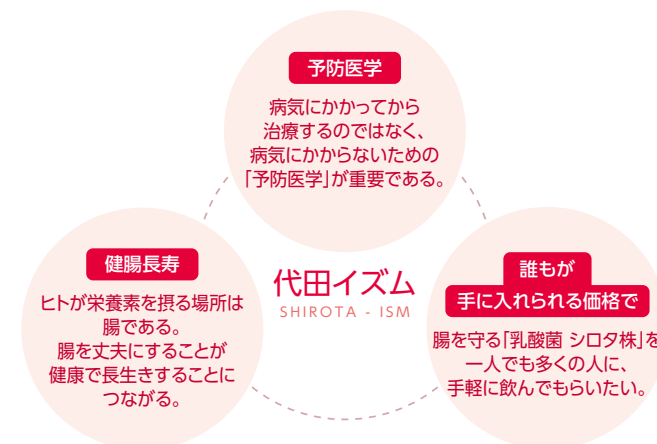 予防医学
病気にかかってから
治療するのではなく、
病気にかからないための
「予防医学」が重要である。
代田イズム
SHIROTA - ISM
健腸長寿
ヒトが栄養素を摂る場所は
腸である。
腸を丈夫にすることが
健康で長生きすることに
つながる。
誰もが
手に入れられる価格で
腸を守る「乳酸菌 シロタ株」を
一人でも多くの人に、
手軽に飲んでもらいたい。